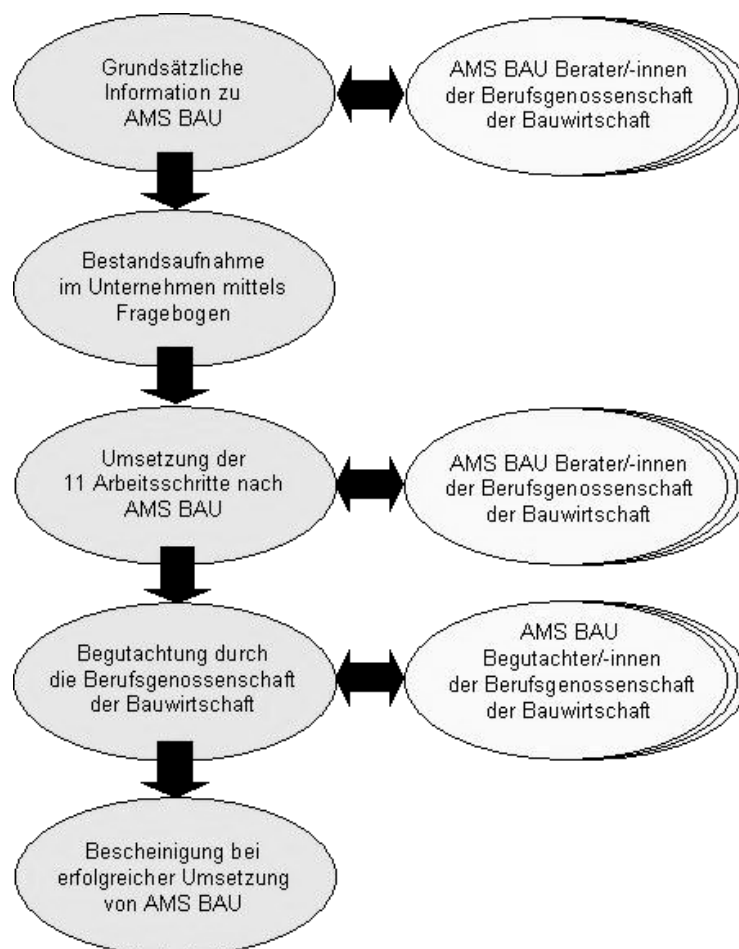 Grundsätzliche
Information zu
AMS BAU
AMS BAU Berater/-innen
der Berufsgenossenschaft
der Bauwirtschaft
Bestandsaufnahme
im Unternehmen mittels
Fragebogen
Umsetzung der
11 Arbeitsschritte nach
AMS BAU
AMS BAU Berater/-innen
der Berufsgenossenschaft
der Bauwirtschaft
Begutachtung durch
die Berufsgenossenschaft
der Bauwirtschaft
AMS BAU
Begutachter/-innen
der Berufsgenossenschaft
der Bauwirtschaft
Bescheinigung bei
erfolgreicher Umsetzung
von AMS BAU